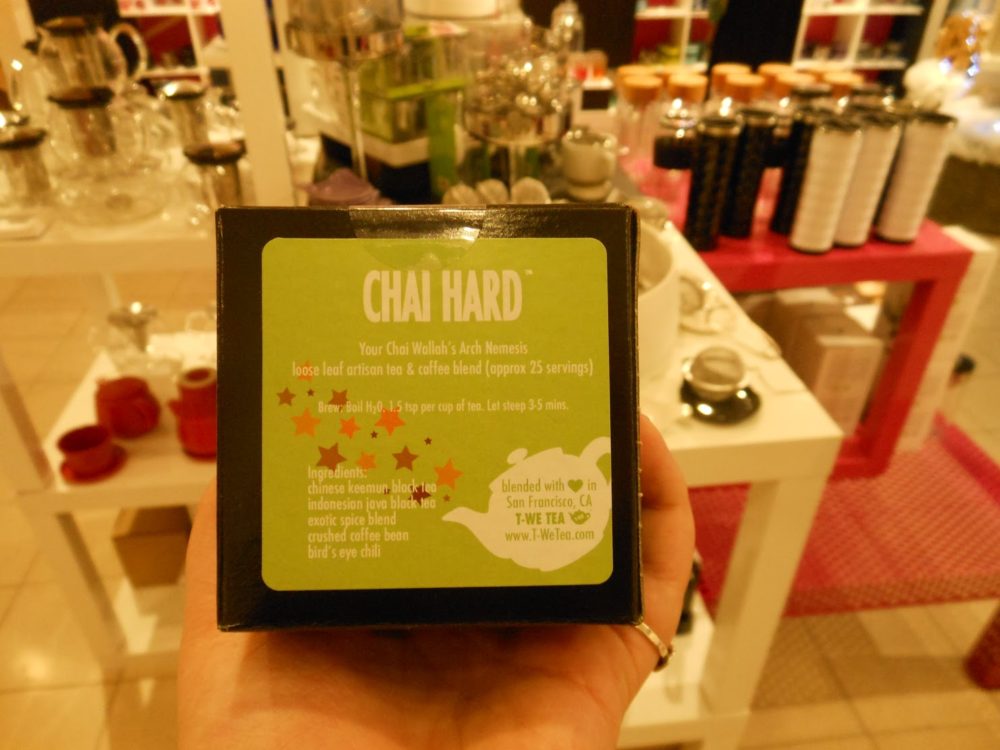 CHAI HARD™
Your Chai Wallah's Arch Nemesis
loose leaf artisan tea & coffee blend (approx 25 servings)
Brew: Boil H₂0, 1.5 tsp per cup of tea. Let steep 3-5 mins.
Ingredients:
chinese keemun black tea
indonesian java black tea
exotic spice blend
crushed coffee bean
bird's eye chili
blended with ♥ in
San Francisco, CA
T-WE TEA
www.T-WeTea.com